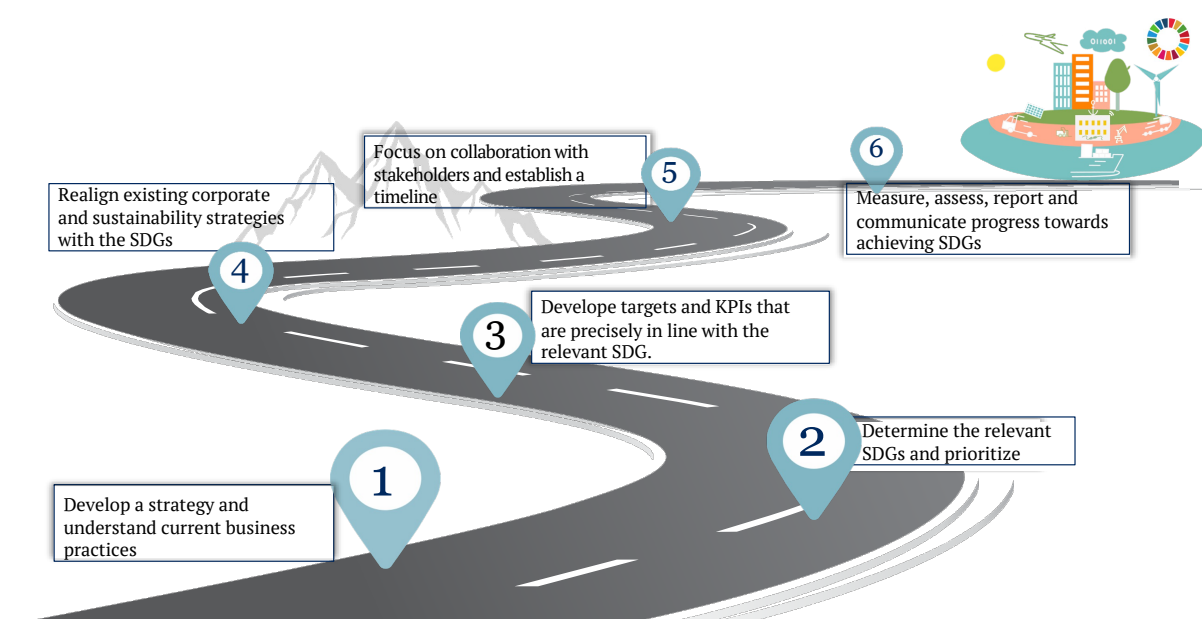 011001
6
Measure, assess, report and
communicate progress towards
achieving SDGs
5
Focus on collaboration with
stakeholders and establish a
timeline
4
Realign existing corporate
and sustainability strategies
with the SDGs
3
Develope targets and KPIs that
are precisely in line with the
relevant SDG.
2
Determine the relevant
SDGs and prioritize
1
Develop a strategy and
understand current business
practices